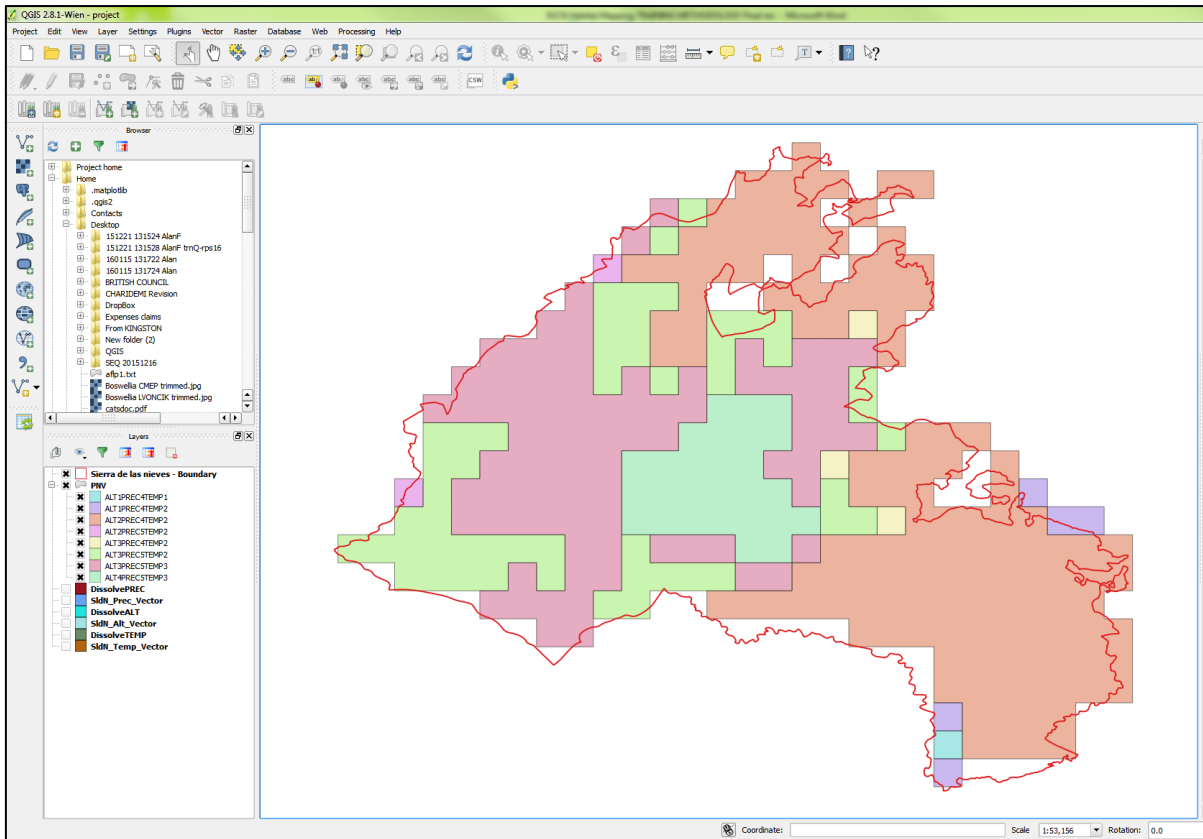 QGIS 2.8.1-Wien - project
Project Edit View Layer Settings Plugins Vector Raster Database Web Processing Help
CSW
Browser
Project home
Home
.matplotlib
.qgis2
Contacts
Desktop
151221 131524 AlanF
151221 131528 AlanF trnQ-rps16
160115 131722 Alan
160115 131724 Alan
BRITISH COUNCIL
CHARIDEMI Revision
DropBox
Expenses claims
From KINGSTON
New folder (2)
QGIS
SEQ 20151216
aflp1.txt
Boswellia CMEP trimmed.jpg
Boswellia LVONCIK trimmed.jpg
catsdoc.pdf
Layers
Sierra de las nieves - Boundary
PNV
ALT1PREC4TEMP1
ALT1PREC4TEMP2
ALT2PREC4TEMP2
ALT2PREC5TEMP2
ALT3PREC4TEMP2
ALT3PREC5TEMP2
ALT3PREC5TEMP3
ALT4PREC5TEMP3
DissolvePREC
SldN_Prec_Vector
DissolveALT
SldN_Alt_Vector
DissolveTEMP
SldN_Temp_Vector
Coordinate: Scale 1:53,156 Rotation: 0.0